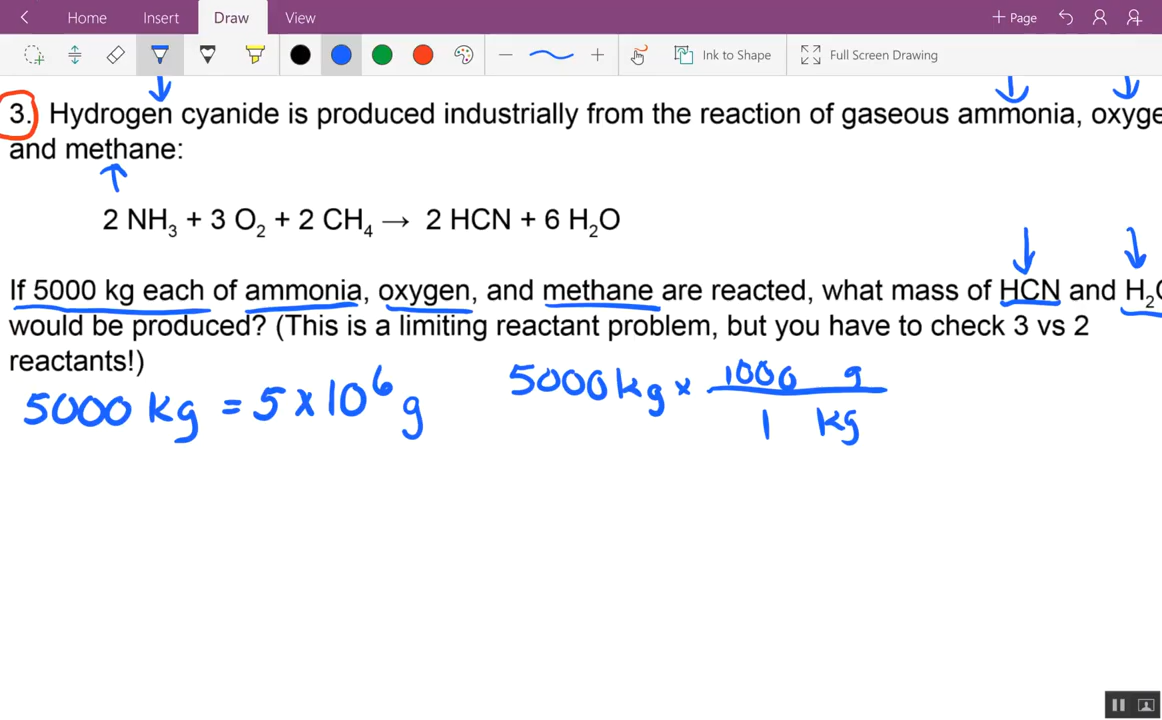 Home Insert Draw View Page
Ink to Shape Full Screen Drawing
3. Hydrogen cyanide is produced industrially from the reaction of gaseous ammonia, oxyge
and methane:
2 NH₃ + 3 O₂ + 2 CH₄ → 2 HCN + 6 H₂O
If 5000 kg each of ammonia, oxygen, and methane are reacted, what mass of HCN and H₂O
would be produced? (This is a limiting reactant problem, but you have to check 3 vs 2
reactants!)
5000 kg = 5 × 10⁶ g
5000 kg × 1000 g
1 kg